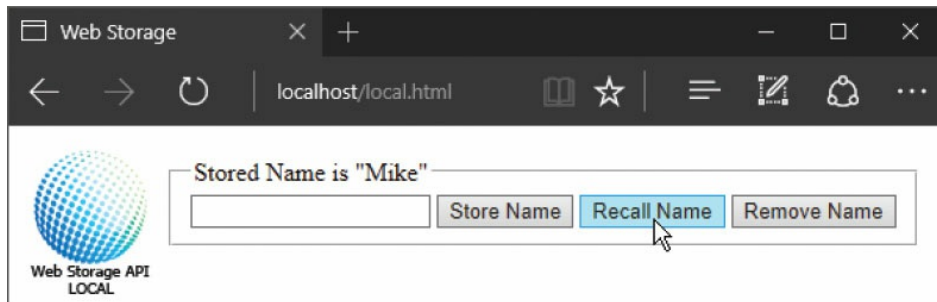 Web Storage
localhost/local.html
Stored Name is "Mike"
Store Name Recall Name Remove Name
Web Storage API
LOCAL